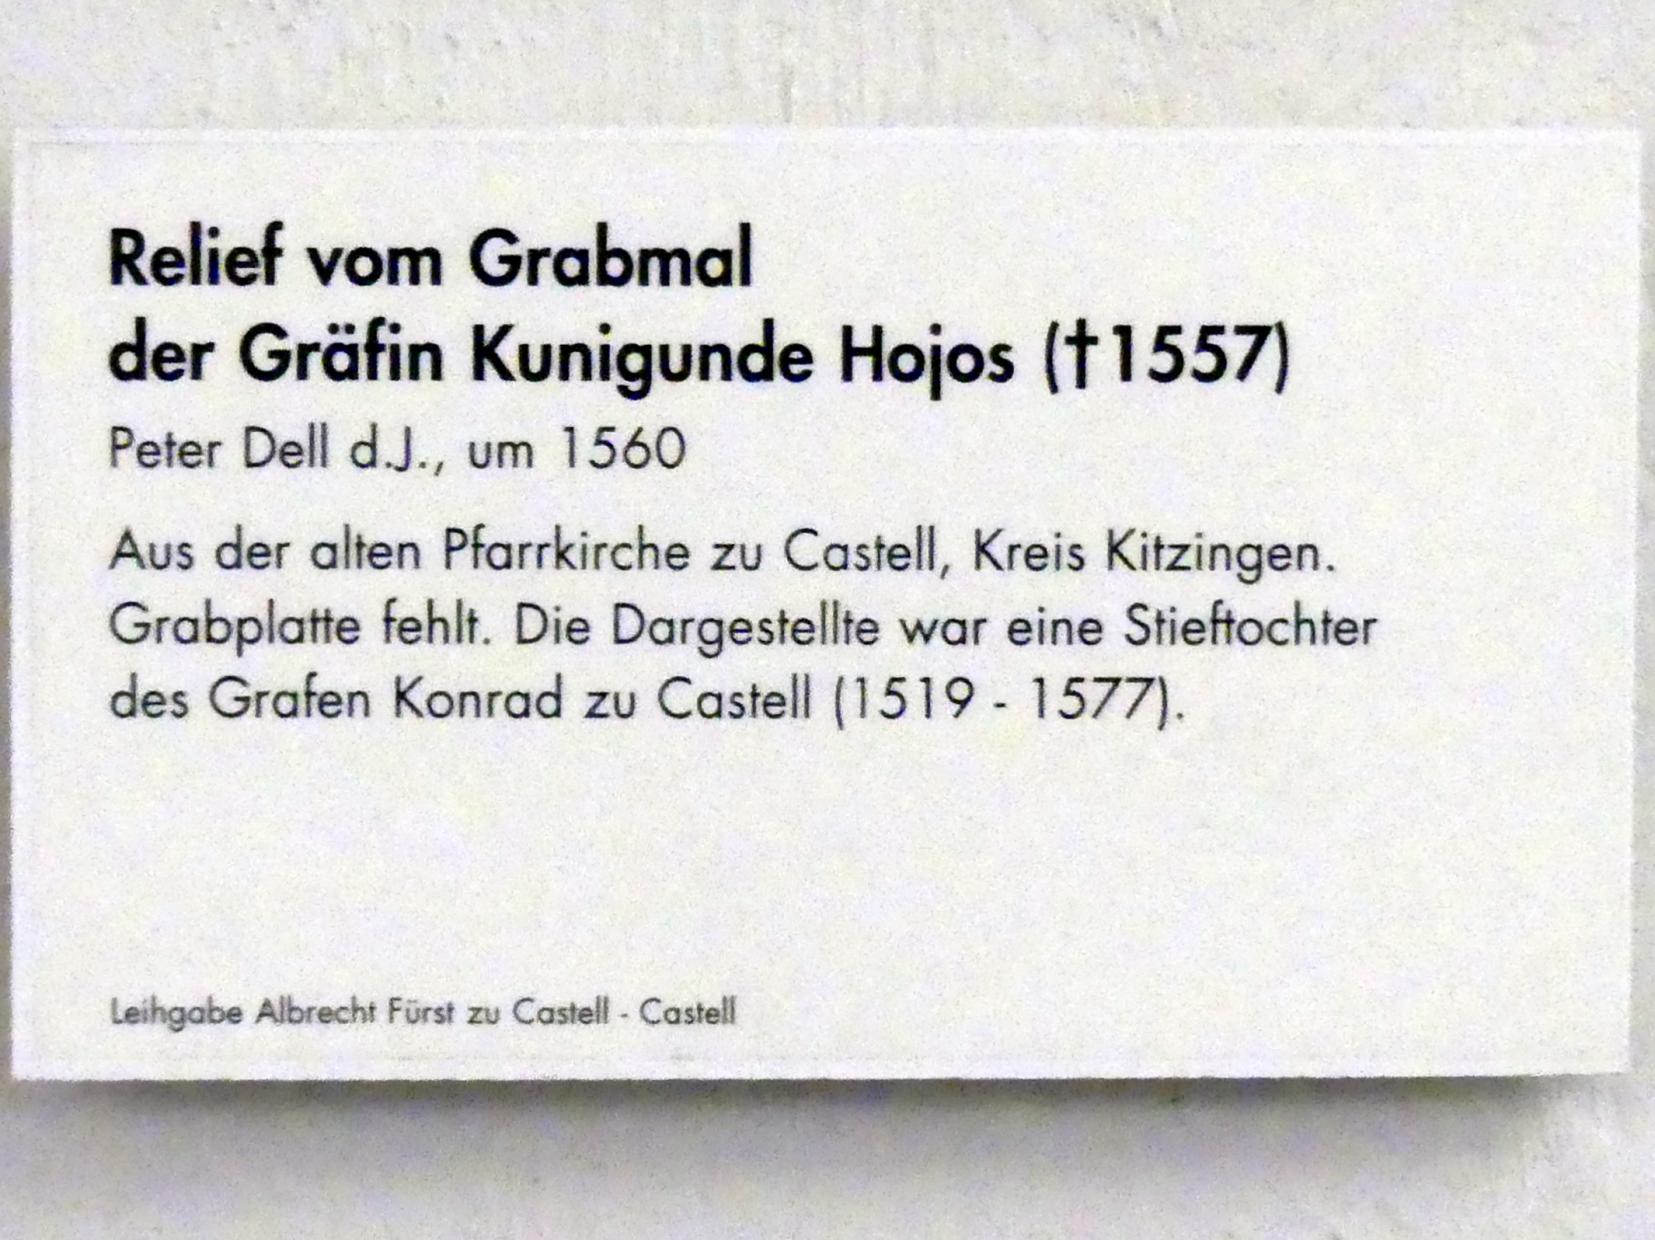 Relief vom Grabmal
der Gräfin Kunigunde Hojos (†1557)
Peter Dell d.J., um 1560
Aus der alten Pfarrkirche zu Castell, Kreis Kitzingen.
Grabplatte fehlt. Die Dargestellte war eine Stieftochter
des Grafen Konrad zu Castell (1519 - 1577).
Leihgabe Albrecht Fürst zu Castell - Castell